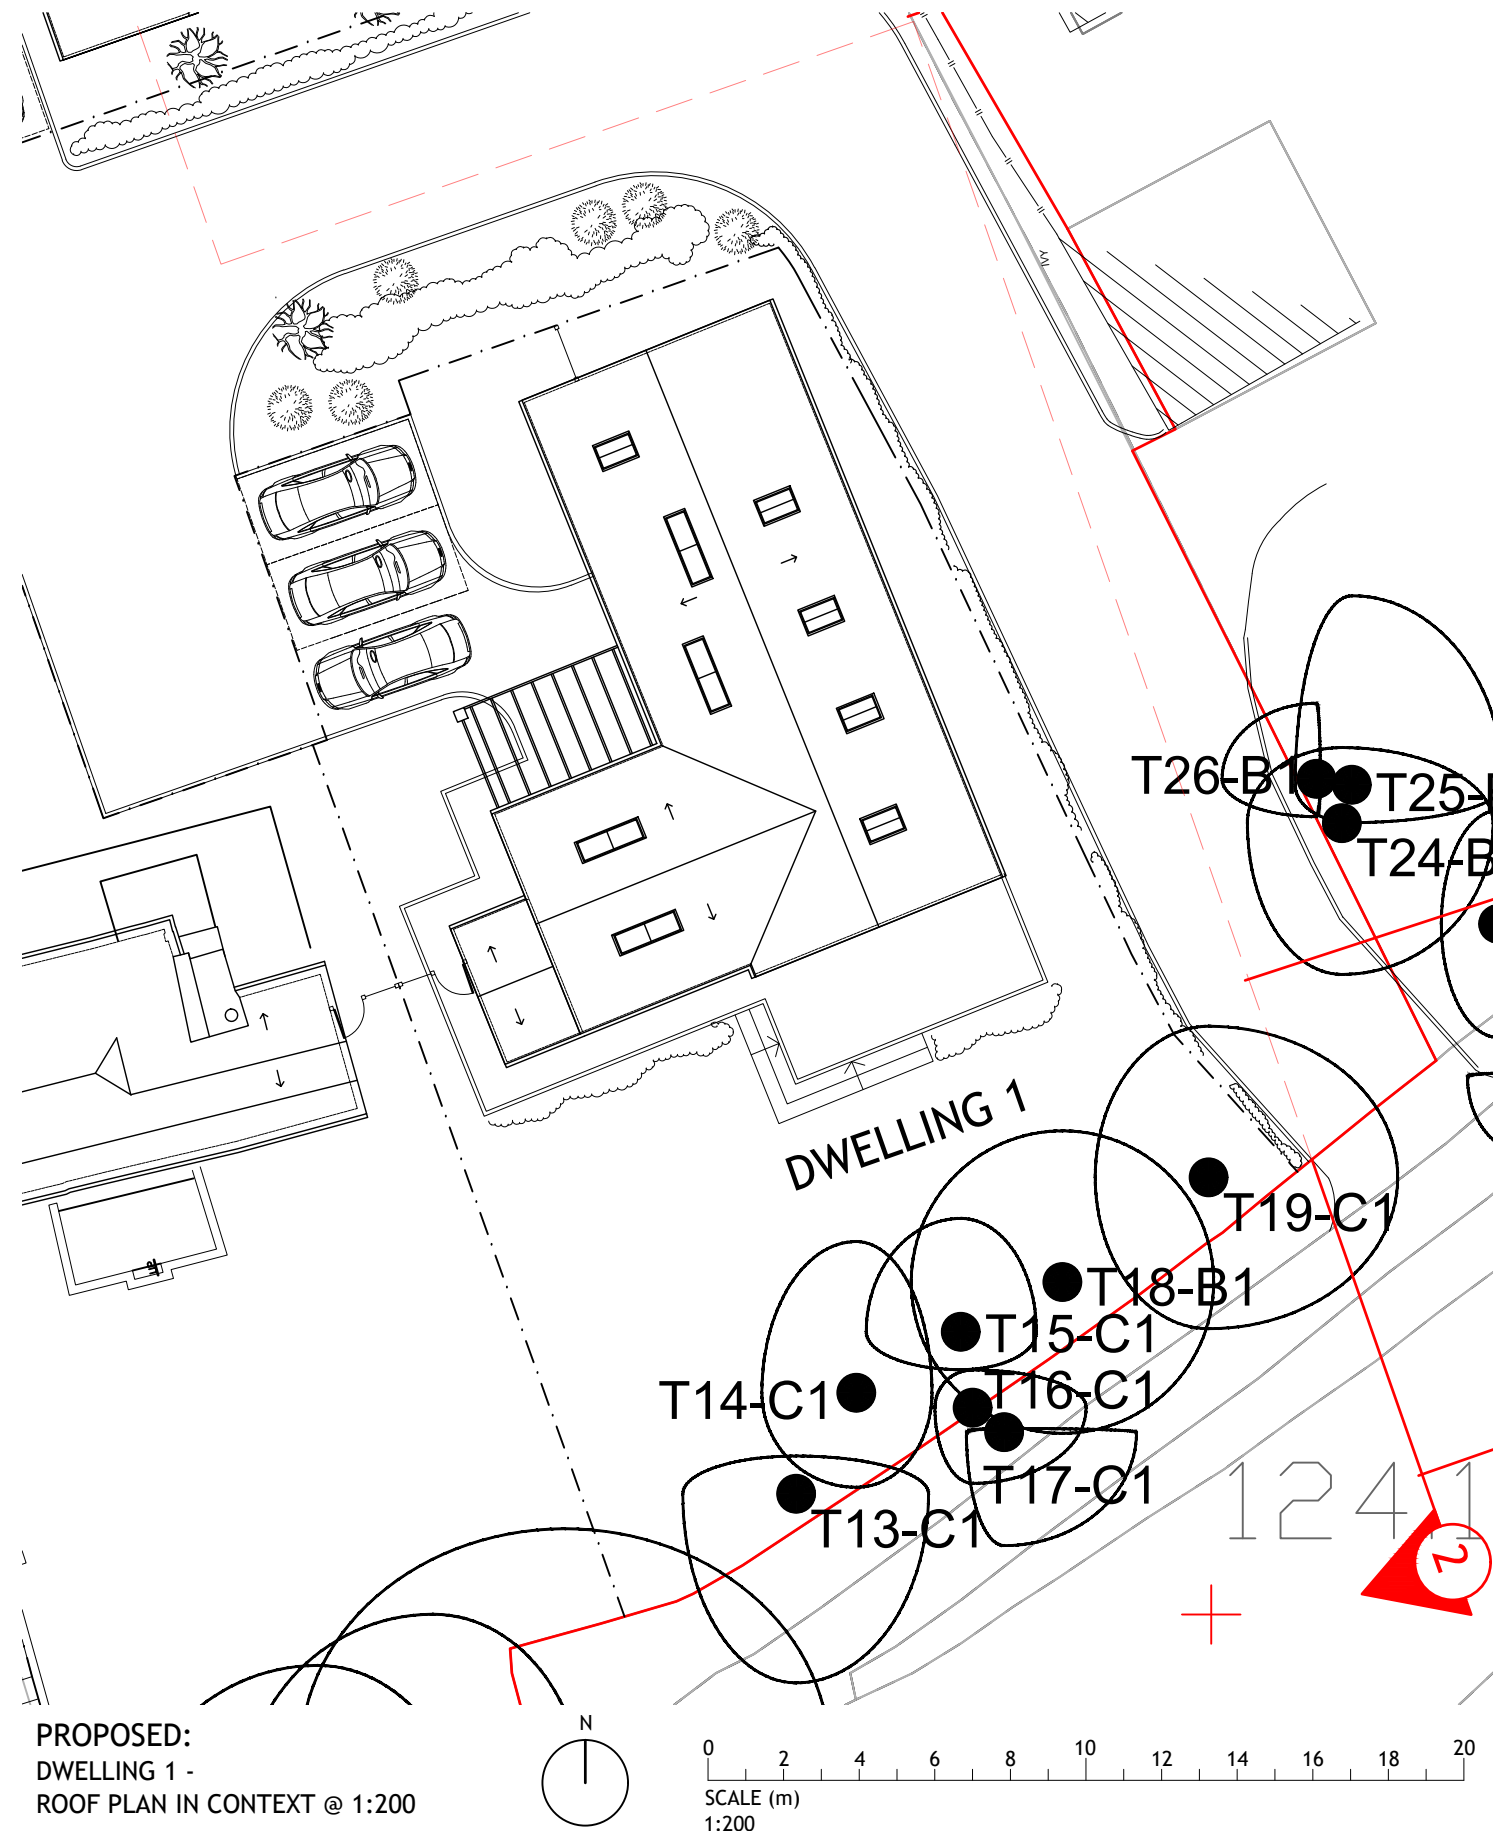 T26-B1
T25-
T24-B
DWELLING 1
T19-C1
T18-B1
T15-C1
T14-C1
T16-C1
T17-C1
T13-C1
1241
2
PROPOSED:
DWELLING 1 -
ROOF PLAN IN CONTEXT @ 1:200
N
0 2 4 6 8 10 12 14 16 18 20
SCALE (m)
1:200